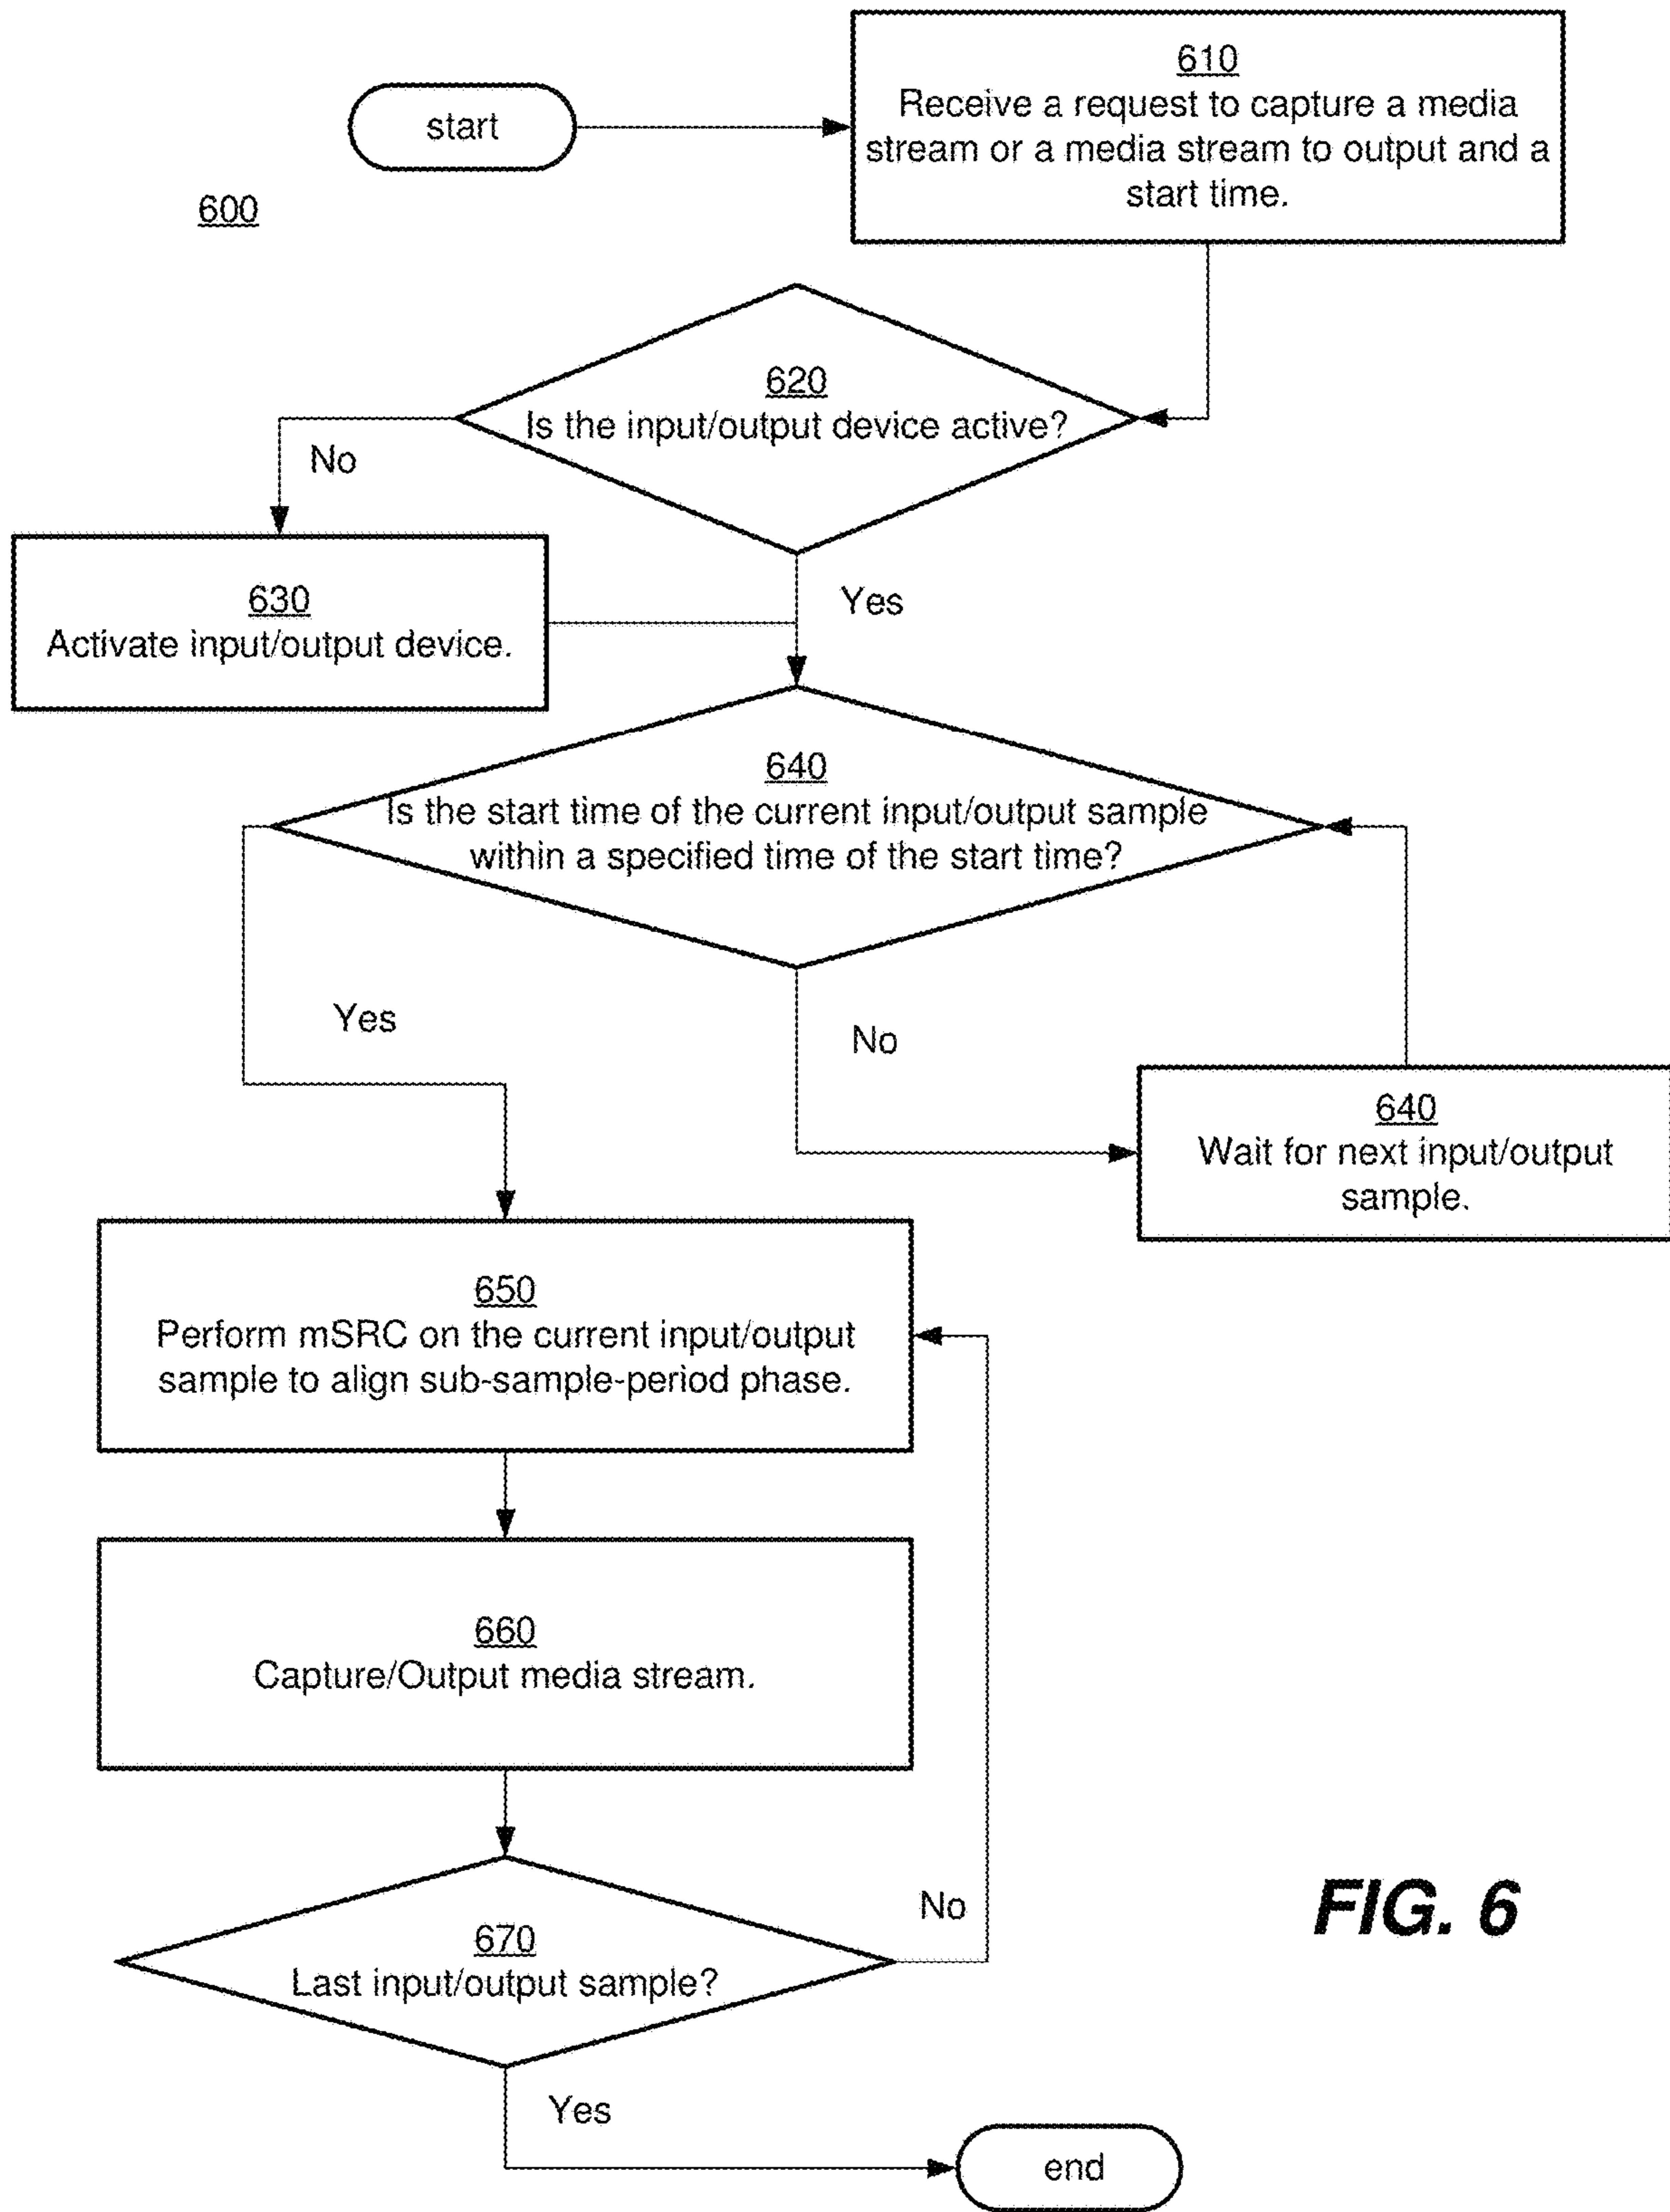 start
610
Receive a request to capture a media
stream or a media stream to output and a
start time.
600
620
Is the input/output device active?
No
Yes
630
Activate input/output device.
640
Is the start time of the current input/output sample
within a specified time of the start time?
Yes
No
640
Wait for next input/output
sample.
650
Perform mSRC on the current input/output
sample to align sub-sample-period phase.
660
Capture/Output media stream.
670
Last input/output sample?
No
Yes
end
FIG. 6